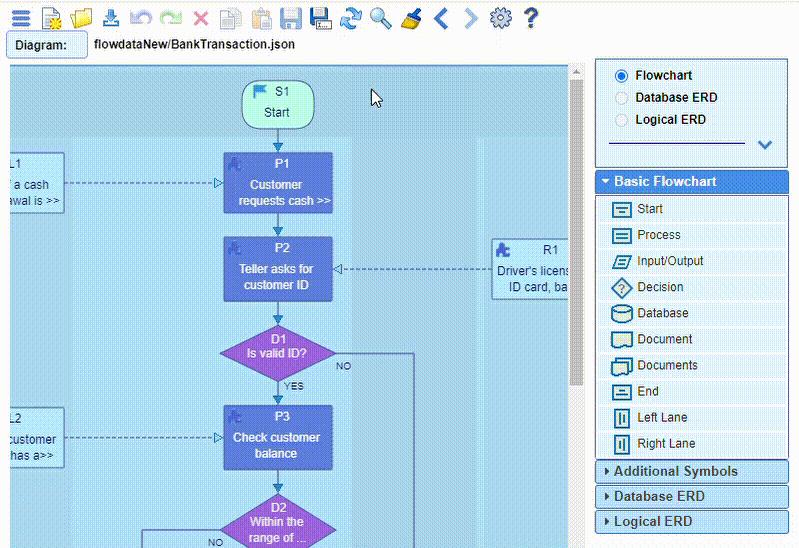 Diagram:
flowdataNew/BankTransaction.json
S1
Start
P1
Customer
requests cash >>
L1
a cash
awal is >>
P2
Teller asks for
customer ID
R1
Driver's licens
ID card, ba
D1
Is valid ID?
NO
YES
P3
Check customer
balance
L2
customer
has a>>
D2
Within the
range of ...
NO
Flowchart
Database ERD
Logical ERD
Basic Flowchart
Start
Process
Input/Output
Decision
Database
Document
Documents
End
Left Lane
Right Lane
Additional Symbols
Database ERD
Logical ERD